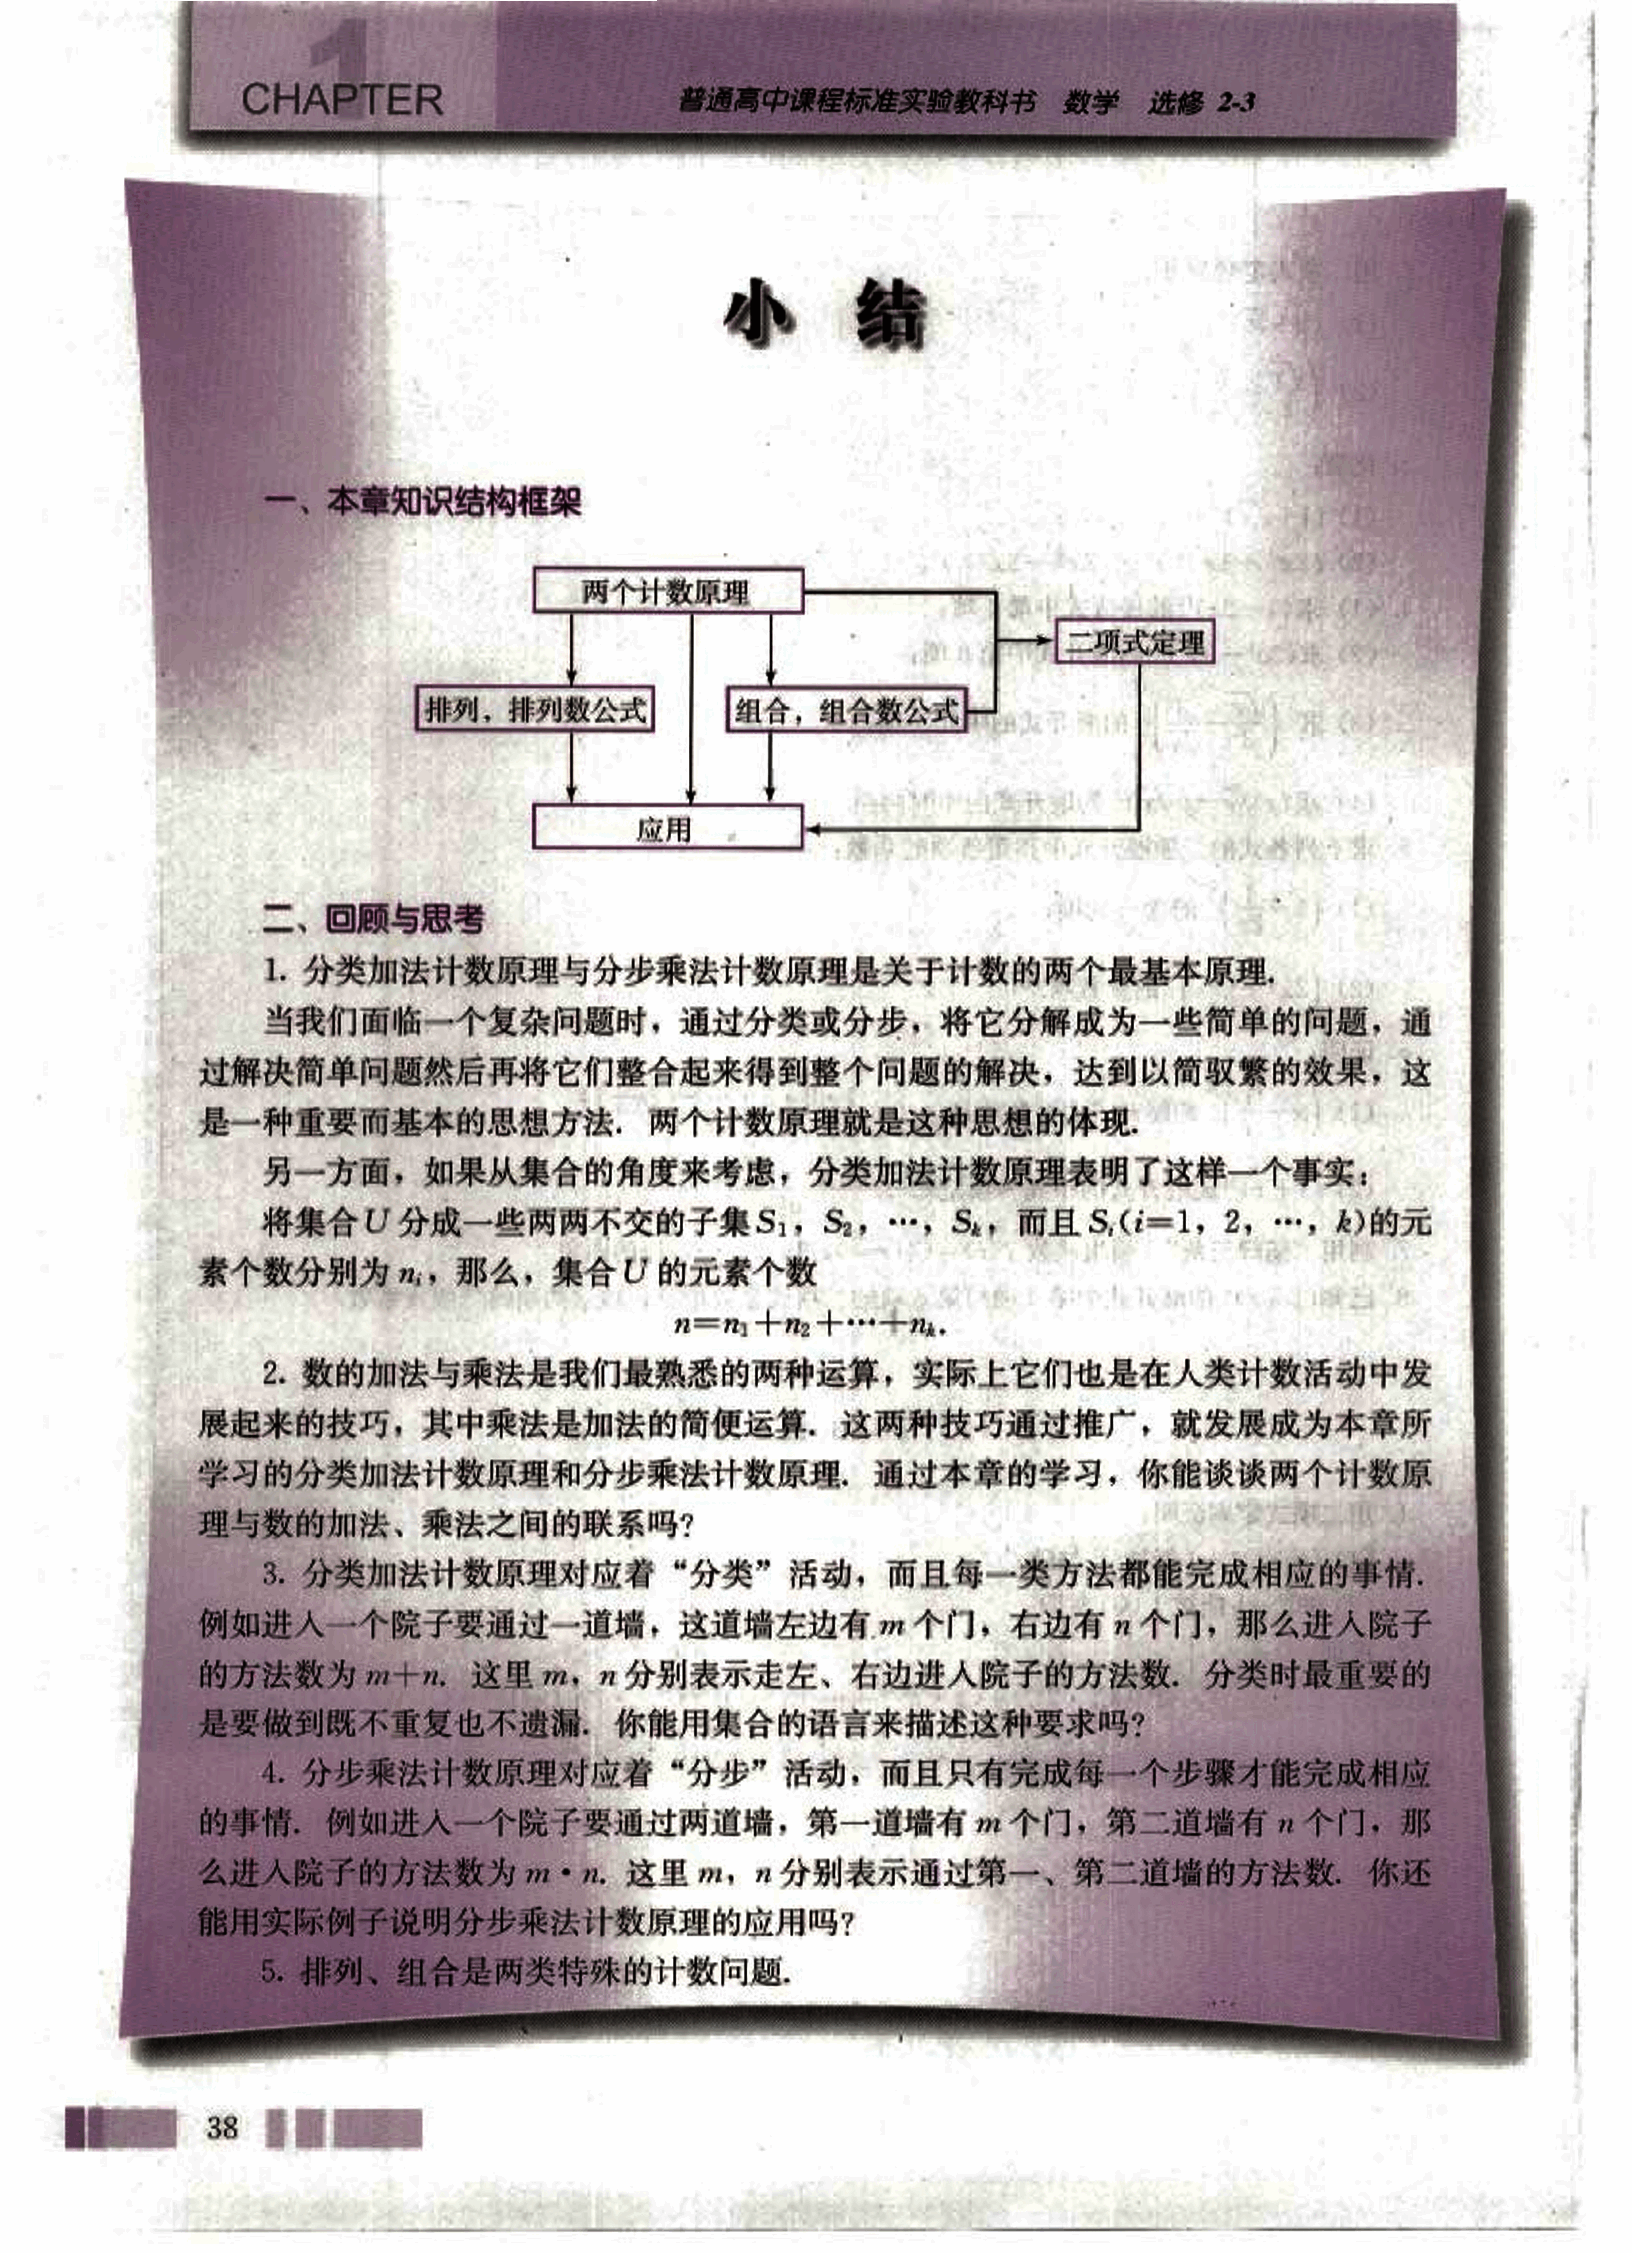 1
CHAPTER
普通高中课程标准实验教科书 数学 选修 2-3
小 结
一、本章知识结构框架
两个计数原理
二项式定理
排列，排列数公式
组合，组合数公式
应用
二、回顾与思考
1. 分类加法计数原理与分步乘法计数原理是关于计数的两个最基本原理.
当我们面临一个复杂问题时，通过分类或分步，将它分解成为一些简单的问题，通
过解决简单问题然后再将它们整合起来得到整个问题的解决，达到以简驭繁的效果，这
是一种重要而基本的思想方法. 两个计数原理就是这种思想的体现.
另一方面，如果从集合的角度来考虑，分类加法计数原理表明了这样一个事实：
将集合U分成一些两两不交的子集S₁，S₂，…，Sₖ，而且Sᵢ(i=1，2，…，k)的元
素个数分别为nᵢ，那么，集合U的元素个数
n=n₁+n₂+…+nₖ.
2. 数的加法与乘法是我们最熟悉的两种运算，实际上它们也是在人类计数活动中发
展起来的技巧，其中乘法是加法的简便运算. 这两种技巧通过推广，就发展成为本章所
学习的分类加法计数原理和分步乘法计数原理. 通过本章的学习，你能谈谈两个计数原
理与数的加法、乘法之间的联系吗？
3. 分类加法计数原理对应着“分类”活动，而且每一类方法都能完成相应的事情.
例如进入一个院子要通过一道墙，这道墙左边有m个门，右边有n个门，那么进入院子
的方法数为m+n. 这里m，n分别表示走左、右边进入院子的方法数. 分类时最重要的
是要做到既不重复也不遗漏. 你能用集合的语言来描述这种要求吗？
4. 分步乘法计数原理对应着“分步”活动，而且只有完成每一个步骤才能完成相应
的事情. 例如进入一个院子要通过两道墙，第一道墙有m个门，第二道墙有n个门，那
么进入院子的方法数为m·n. 这里m，n分别表示通过第一、第二道墙的方法数. 你还
能用实际例子说明分步乘法计数原理的应用吗？
5. 排列、组合是两类特殊的计数问题.
38